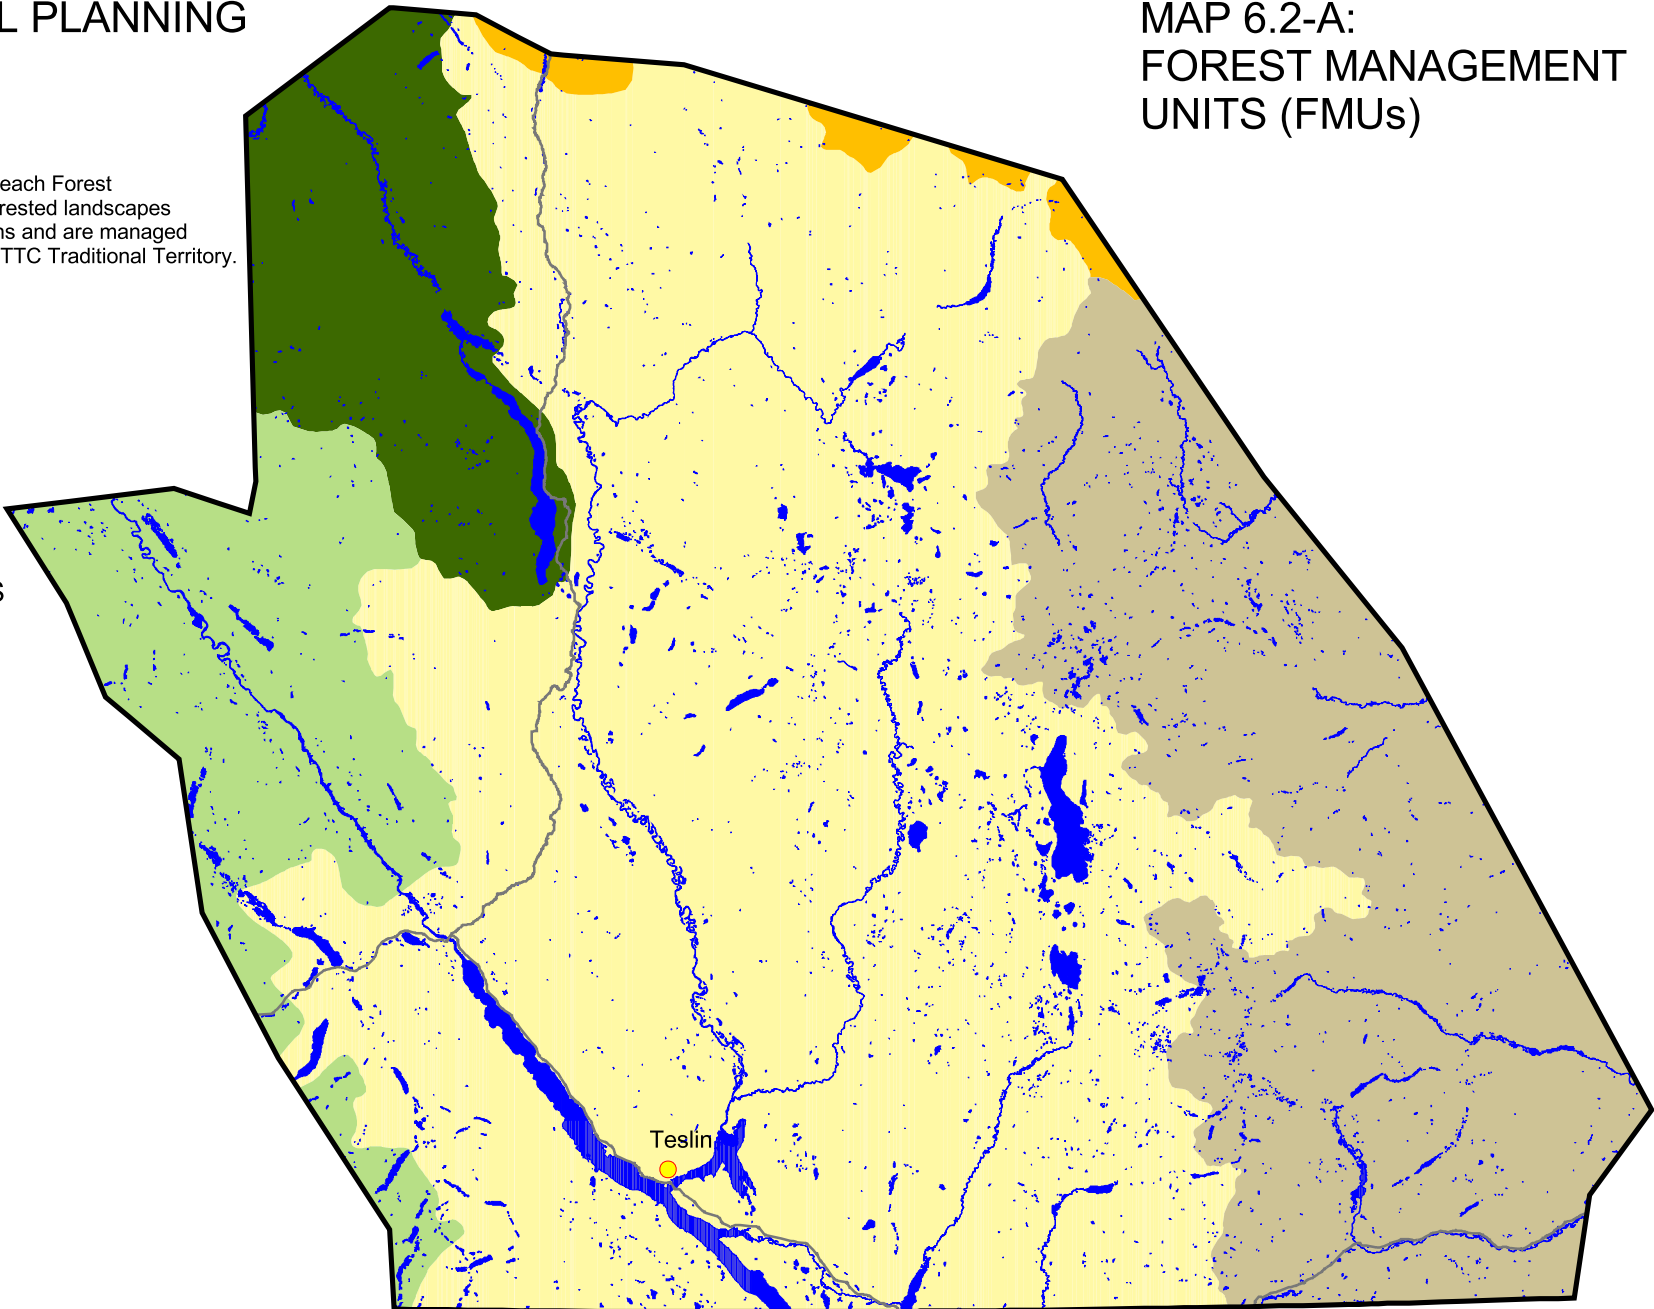 L PLANNING
MAP 6.2-A:
FOREST MANAGEMENT
UNITS (FMUs)
each Forest
rested landscapes
ns and are managed
TTC Traditional Territory.
s
Teslin